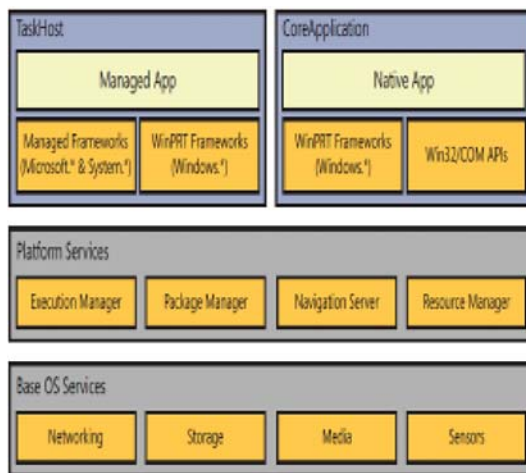 TaskHost
Managed App
Managed Frameworks
(Microsoft.* & System.*)
WinPRT Frameworks
(Windows.*)
CoreApplication
Native App
WinPRT Frameworks
(Windows.*)
Win32/COM APIs
Platform Services
Execution Manager
Package Manager
Navigation Server
Resource Manager
Base OS Services
Networking
Storage
Media
Sensors